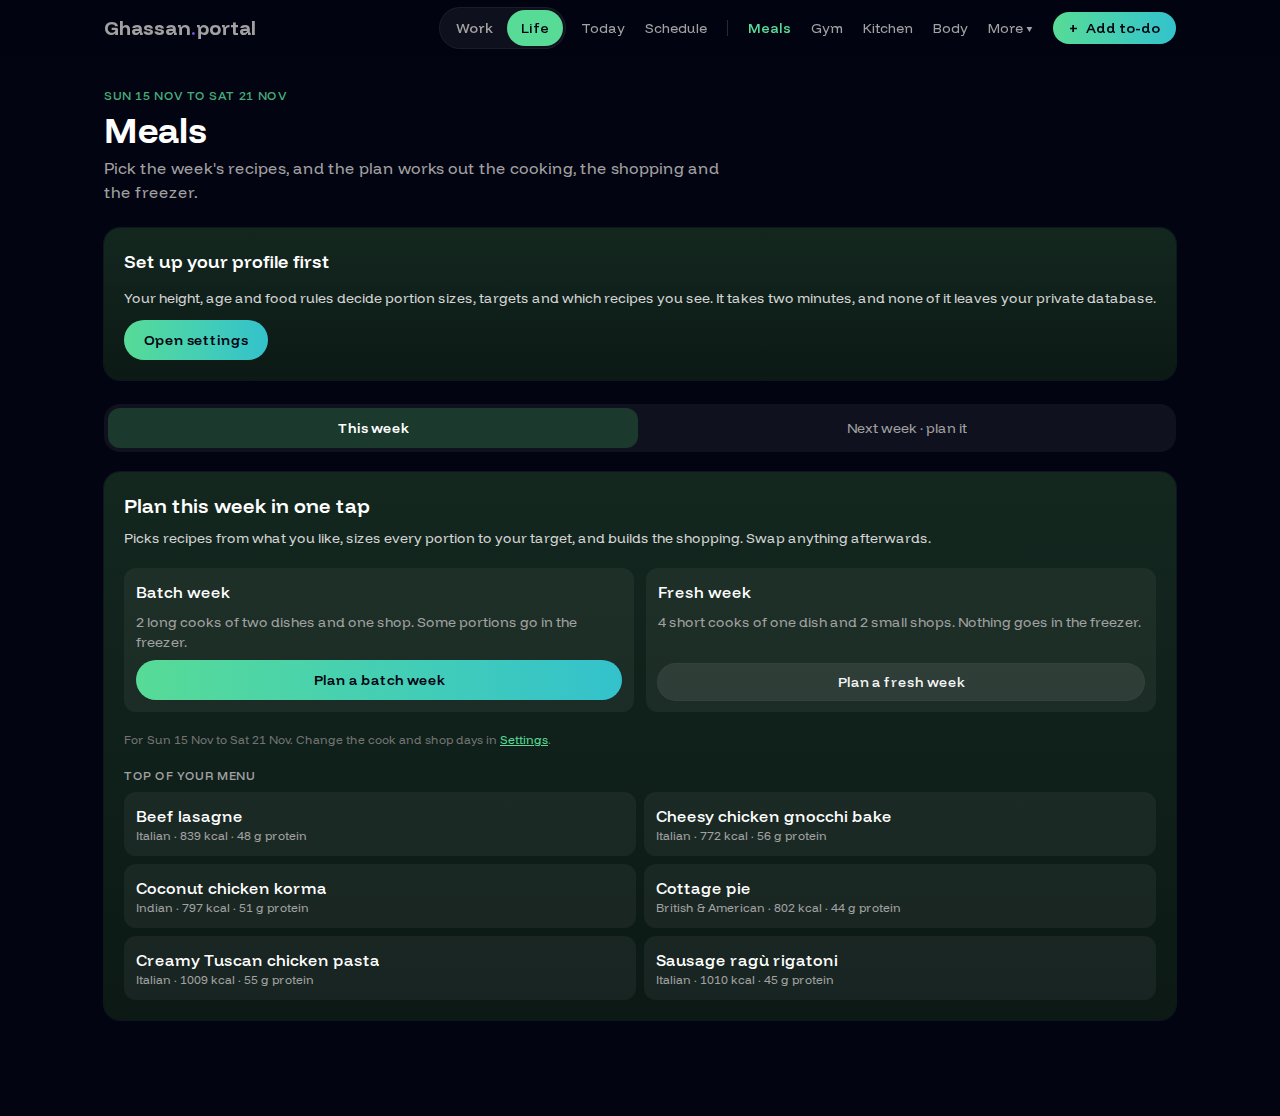 Ghassan.portal
Work
Life
Today
Schedule
Meals
Gym
Kitchen
Body
More ▾
+ Add to-do
SUN 15 NOV TO SAT 21 NOV
Meals
Pick the week's recipes, and the plan works out the cooking, the shopping and
the freezer.
Set up your profile first
Your height, age and food rules decide portion sizes, targets and which recipes you see. It takes two minutes, and none of it leaves your private database.
Open settings
This week
Next week · plan it
Plan this week in one tap
Picks recipes from what you like, sizes every portion to your target, and builds the shopping. Swap anything afterwards.
Batch week
2 long cooks of two dishes and one shop. Some portions go in the
freezer.
Plan a batch week
Fresh week
4 short cooks of one dish and 2 small shops. Nothing goes in the freezer.
Plan a fresh week
For Sun 15 Nov to Sat 21 Nov. Change the cook and shop days in Settings.
TOP OF YOUR MENU
Beef lasagne
Italian · 839 kcal · 48 g protein
Cheesy chicken gnocchi bake
Italian · 772 kcal · 56 g protein
Coconut chicken korma
Indian · 797 kcal · 51 g protein
Cottage pie
British & American · 802 kcal · 44 g protein
Creamy Tuscan chicken pasta
Italian · 1009 kcal · 55 g protein
Sausage ragù rigatoni
Italian · 1010 kcal · 45 g protein